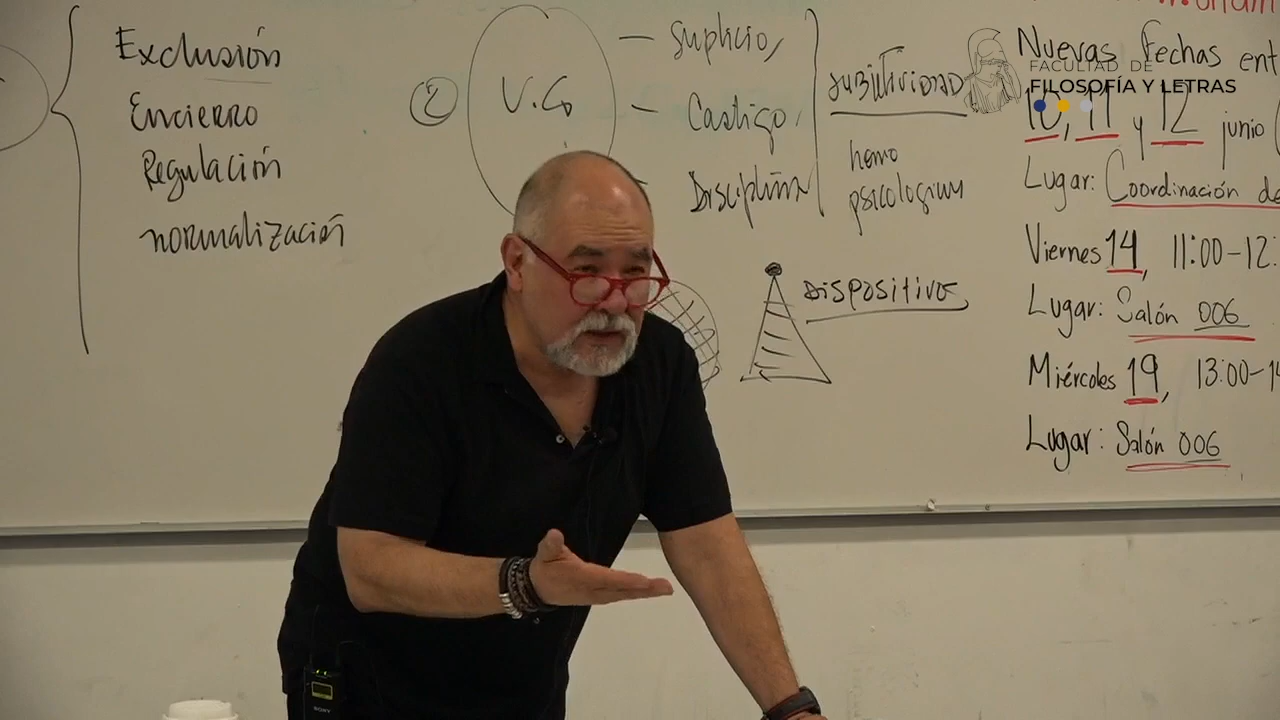 Exclusión
Encierro
Regulación
normalización
2
V.G
— Suplicio,
— Castigo,
Disciplina
subjetividad
homo
psicologicus
Dispositivo
Nuevas fechas ent
10, 11 y 12 junio
Lugar: Coordinación de
Viernes 14, 11:00-12:
Lugar: Salón 006
Miércoles 19, 13:00-1
Lugar: Salón 006
FACULTAD DE
FILOSOFÍA Y LETRAS
SONY